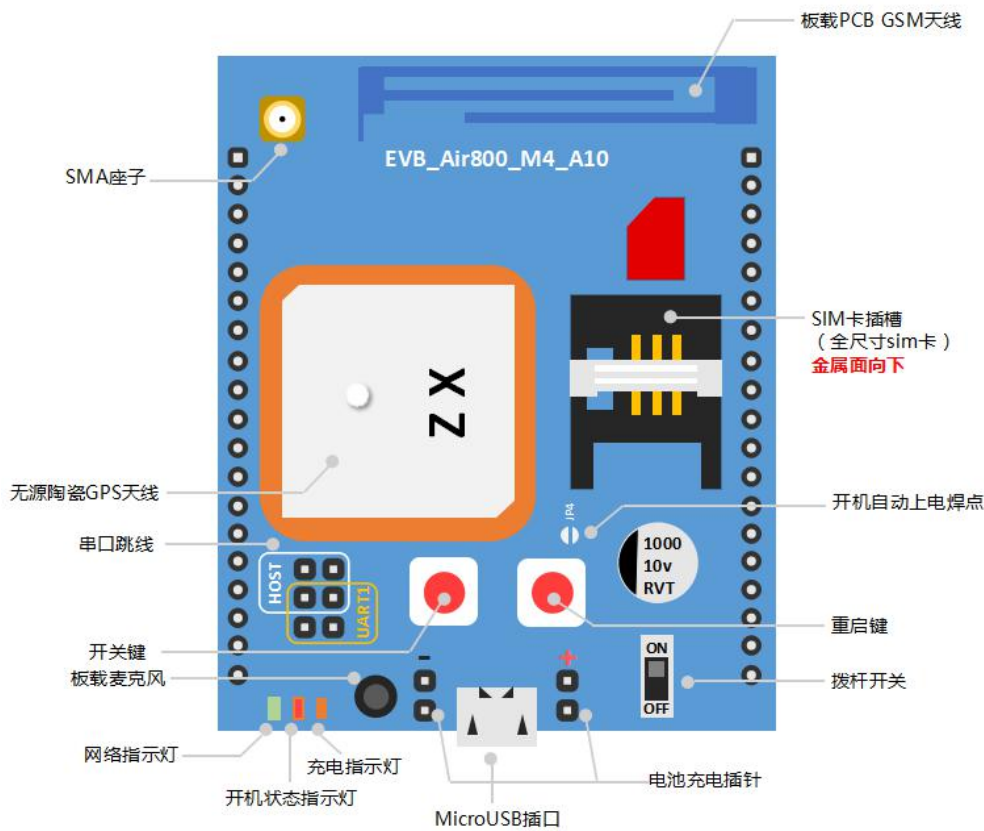 板载PCB GSM天线
SMA座子
EVB_Air800_M4_A10
SIM卡插槽
（全尺寸sim卡）
金属面向下
Z X
无源陶瓷GPS天线
开机自动上电焊点
JP4
串口跳线
1000
10v
RVT
HOST
UART1
重启键
开关键
ON
-
+
板载麦克风
拨杆开关
OFF
网络指示灯
充电指示灯
电池充电插针
开机状态指示灯
MicroUSB插口